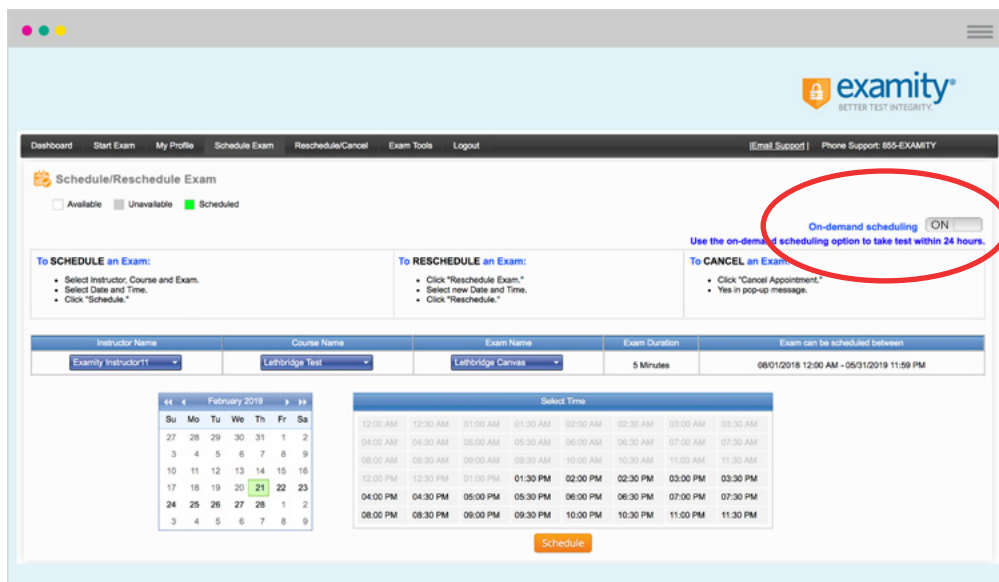 examity®
BETTER TEST INTEGRITY.
Dashboard Start Exam My Profile Schedule Exam Reschedule/Cancel Exam Tools Logout |Email Support | Phone Support: 855-EXAMITY
Schedule/Reschedule Exam
Available Unavailable Scheduled
On-demand scheduling ON
Use the on-demand scheduling option to take test within 24 hours.
To SCHEDULE an Exam:
• Select Instructor, Course and Exam.
• Select Date and Time.
• Click "Schedule."
To RESCHEDULE an Exam:
• Click "Reschedule Exam."
• Select new Date and Time.
• Click "Reschedule."
To CANCEL an Exam:
• Click "Cancel Appointment."
• Yes in pop-up message.
Instructor Name Course Name Exam Name Exam Duration Exam can be scheduled between
Examity Instructor11 Lethbridge Test Lethbridge Canvas 5 Minutes 08/01/2018 12:00 AM - 05/31/2019 11:59 PM
February 2019
Su Mo Tu We Th Fr Sa
27 28 29 30 31 1 2
3 4 5 6 7 8 9
10 11 12 13 14 15 16
17 18 19 20 21 22 23
24 25 26 27 28 1 2
3 4 5 6 7 8 9
Select Time
12:00 AM 12:30 AM 01:00 AM 01:30 AM 02:00 AM 02:30 AM 03:00 AM 03:30 AM
04:00 AM 04:30 AM 05:00 AM 05:30 AM 06:00 AM 06:30 AM 07:00 AM 07:30 AM
08:00 AM 08:30 AM 09:00 AM 09:30 AM 10:00 AM 10:30 AM 11:00 AM 11:30 AM
12:00 PM 12:30 PM 01:00 PM 01:30 PM 02:00 PM 02:30 PM 03:00 PM 03:30 PM
04:00 PM 04:30 PM 05:00 PM 05:30 PM 06:00 PM 06:30 PM 07:00 PM 07:30 PM
08:00 PM 08:30 PM 09:00 PM 09:30 PM 10:00 PM 10:30 PM 11:00 PM 11:30 PM
Schedule